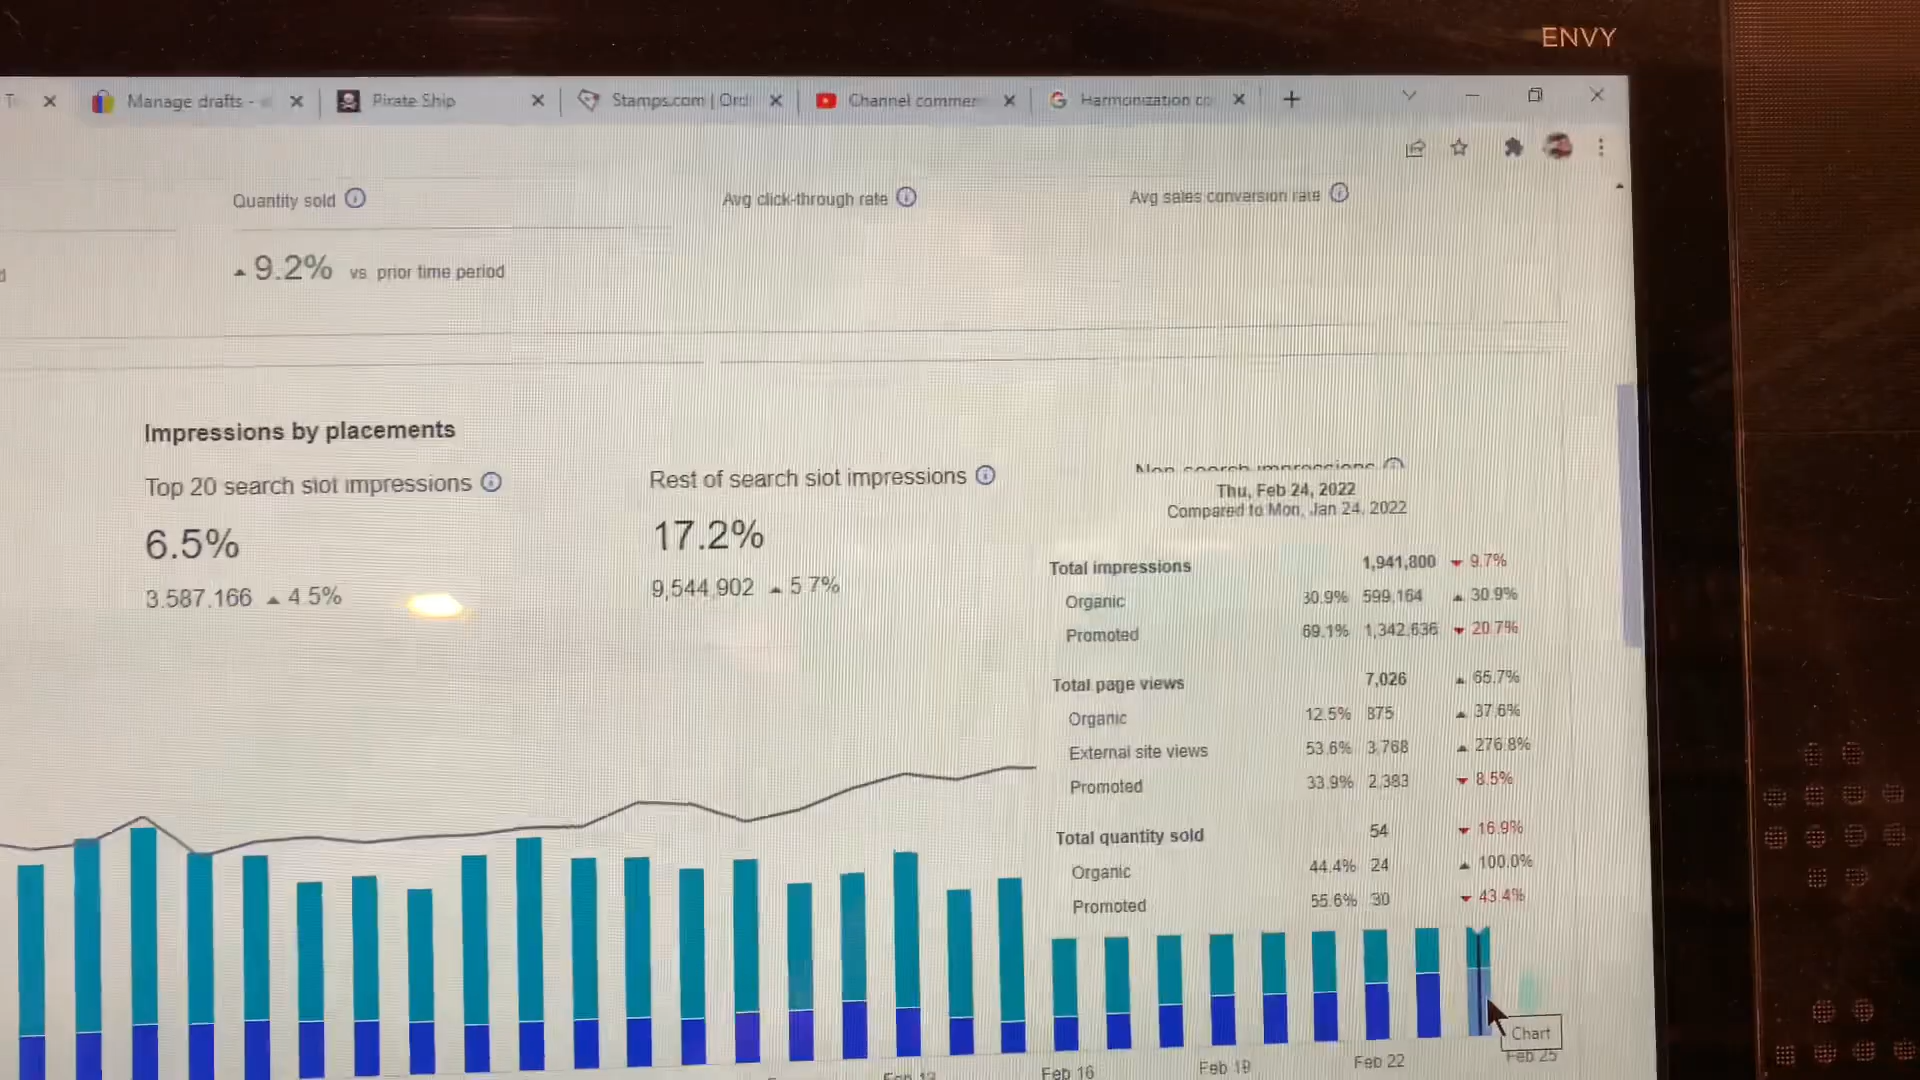 ENVY
Manage drafts -
Pirate Ship
Stamps.com | Ord
Channel commer
Harmonization co
Quantity sold
Avg click-through rate
Avg sales conversion rate
9.2% vs prior time period
Impressions by placements
Top 20 search slot impressions
Rest of search slot impressions
Non search impressions
6.5%
17.2%
3,587,166 4.5%
9,544,902 5.7%
Thu, Feb 24, 2022
Compared to Mon, Jan 24, 2022
Total impressions 1,941,800 9.7%
Organic 30.9% 599,164 30.9%
Promoted 69.1% 1,342,636 20.7%
Total page views 7,026 65.7%
Organic 12.5% 875 37.6%
External site views 53.6% 3,768 276.8%
Promoted 33.9% 2,383 8.5%
Total quantity sold 54 16.9%
Organic 44.4% 24 100.0%
Promoted 55.6% 30 43.4%
Chart
Feb 13
Feb 16
Feb 19
Feb 22
Feb 25